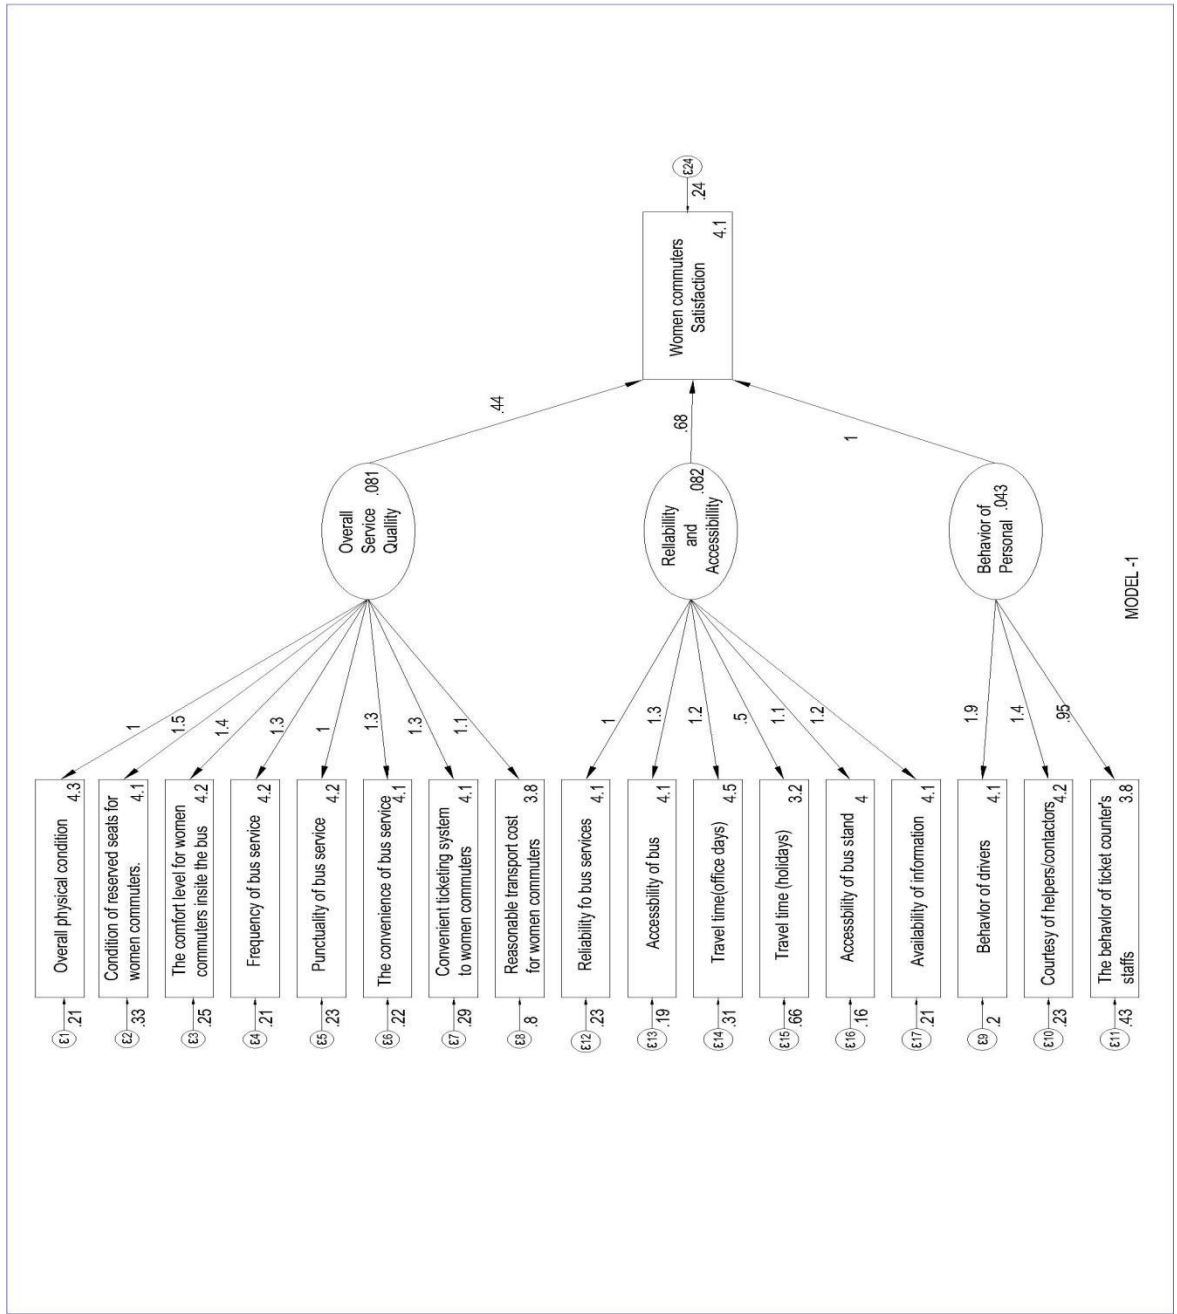 ε1
.21
Overall physical condition
4.3
ε2
.33
Condition of reserved seats for
women commuters.
4.1
ε3
.25
The comfort level for women
commuters insite the bus
4.2
ε4
.21
Frequency of bus service
4.2
ε5
.23
Punctuality of bus service
4.2
ε6
.22
The convenience of bus service
4.1
ε7
.29
Convenient ticketing system
to women commuters
4.1
ε8
.8
Reasonable transport cost
for women commuters
3.8
ε12
.23
Reliability fo bus services
4.1
ε13
.19
Accessbility of bus
4.1
ε14
.31
Travel time(office days)
4.5
ε15
.66
Travel time (holidays)
3.2
ε16
.16
Accessbility of bus stand
4
ε17
.21
Availability of information
4.1
ε9
.2
Behavior of drivers
4.1
ε10
.23
Courtesy of helpers/contactors
4.2
ε11
.43
The behavior of ticket counter's
staffs
3.8
1
1.5
1.4
1.3
1
1.3
1.3
1.1
1
1.3
1.2
.5
1.1
1.2
1.9
1.4
.95
Overall
Service
Quallity
.081
Rellabillity
and
Accessibillity
.082
Behavior of
Personal
.043
.44
.68
1
Women commuters
Satisfaction
4.1
ε24
.24
MODEL -1